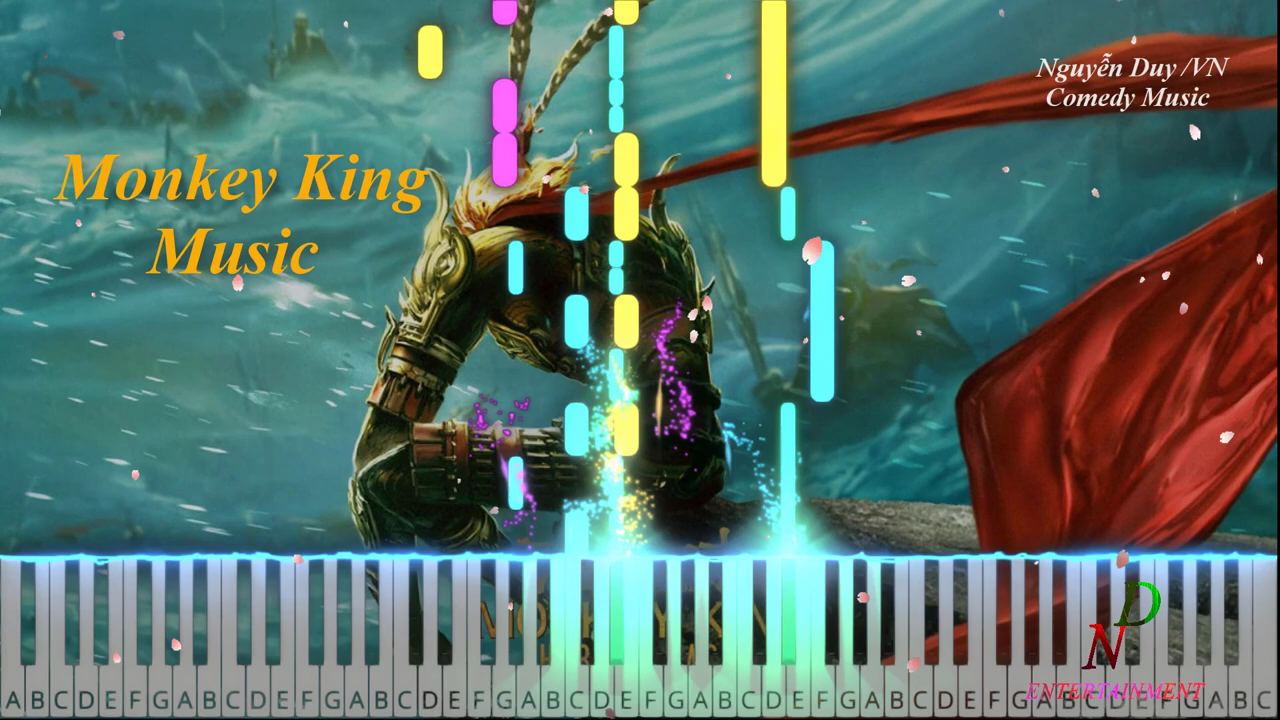 Nguyễn Duy /VN
Comedy Music
Monkey King
Music
A B C D E F G A B C D E F G A B C D E F G A B C D E F G A B C D E F G A B C D E F G A B C D E F G A B C
ND
ENTERTAINMENT